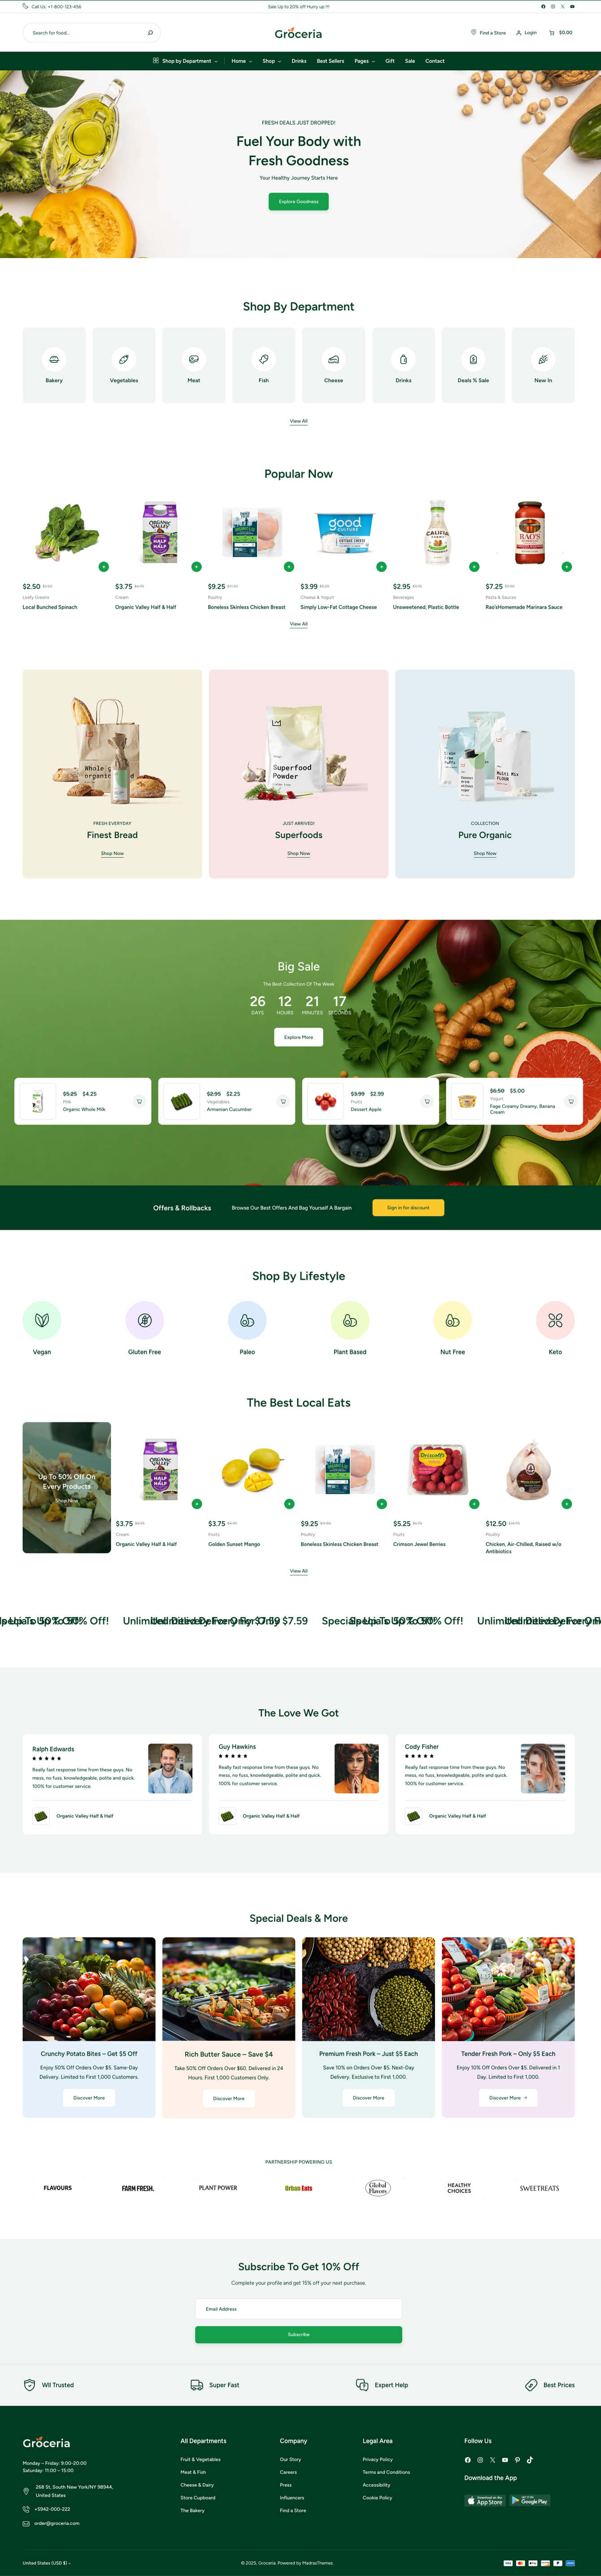 Call Us: +1-800-123-456
Sale Up to 20% off Hurry up !!!
Search for food...
Groceria
Find a Store
Login
$0.00
Shop by Department
Home
Shop
Drinks
Best Sellers
Pages
Gift
Sale
Contact
FRESH DEALS JUST DROPPED!
Fuel Your Body with
Fresh Goodness
Your Healthy Journey Starts Here
Explore Goodness
Shop By Department
Bakery
Vegetables
Meat
Fish
Cheese
Drinks
Deals % Sale
New In
View All
Popular Now
ORGANIC VALLEY
HALF & HALF
good
CULTURE
COTTAGE CHEESE
CALIFIA
RAO'S
$2.50
Leafy Greens
Local Bunched Spinach
$3.75
Cream
Organic Valley Half & Half
$9.25
Poultry
Boneless Skinless Chicken Breast
$3.99
Cheese & Yogurt
Simply Low-Fat Cottage Cheese
$2.95
Beverages
Unsweetened, Plastic Bottle
$7.25
Pasta & Sauces
Rao'sHomemade Marinara Sauce
View All
Superfood
Powder
FRESH EVERYDAY
Finest Bread
Shop Now
JUST ARRIVED!
Superfoods
Shop Now
COLLECTION
Pure Organic
Shop Now
Big Sale
The Best Collection Of The Week
26
DAYS
12
HOURS
21
MINUTES
17
SECONDS
Explore More
$5.25 $4.25
Milk
Organic Whole Milk
$2.95 $2.25
Vegetables
Armenian Cucumber
$3.99 $2.99
Fruits
Dessert Apple
$6.50 $5.00
Yogurt
Fage Creamy Dreamy, Banana
Cream
Offers & Rollbacks
Browse Our Best Offers And Bag Yourself A Bargain
Sign in for discount
Shop By Lifestyle
Vegan
Gluten Free
Paleo
Plant Based
Nut Free
Keto
The Best Local Eats
Up To 50% Off On
Every Products
Shop Now
ORGANIC VALLEY
HALF & HALF
Driscoll's
$3.75
Cream
Organic Valley Half & Half
$3.75
Fruits
Golden Sunset Mango
$9.25
Poultry
Boneless Skinless Chicken Breast
$5.25
Fruits
Crimson Jewel Berries
$12.50
Poultry
Chicken, Air-Chilled, Raised w/o
Antibiotics
View All
The Love We Got
Ralph Edwards
Really fast response time from these guys. No
mess, no fuss, knowledgeable, polite and quick.
100% for customer service.
Organic Valley Half & Half
Guy Hawkins
Really fast response time from these guys. No
mess, no fuss, knowledgeable, polite and quick.
100% for customer service.
Organic Valley Half & Half
Cody Fisher
Really fast response time from these guys. No
mess, no fuss, knowledgeable, polite and quick.
100% for customer service.
Organic Valley Half & Half
Special Deals & More
Crunchy Potato Bites – Get $5 Off
Enjoy 50% Off Orders Over $5. Same-Day
Delivery. Limited to First 1,000 Customers.
Discover More
Rich Butter Sauce – Save $4
Take 50% Off Orders Over $60. Delivered in 24
Hours. First 1,000 Customers Only.
Discover More
Premium Fresh Pork – Just $5 Each
Save 10% on Orders Over $5. Next-Day
Delivery. Exclusive to First 1,000.
Discover More
Tender Fresh Pork – Only $5 Each
Enjoy 10% Off Orders Over $5. Delivered in 1
Day. Limited to First 1,000.
Discover More →
PARTNERSHIP POWERING US
FLAVOURS
FARM FRESH.
PLANT POWER
Urban Eats
Global
Flavors
HEALTHY
CHOICES
SWEETREATS
Subscribe To Get 10% Off
Complete your profile and get 15% off your next purchase.
Email Address
Subscribe
Wll Trusted
Super Fast
Expert Help
Best Prices
Groceria
Monday – Friday: 9:00-20:00
Saturday: 11:00 – 15:00
268 St, South New York/NY 98944,
United States
+5942-000-222
order@groceria.com
All Departments
Fruit & Vegetables
Meat & Fish
Cheese & Dairy
Store Cupboard
The Bakery
Company
Our Story
Careers
Press
Influencers
Find a Store
Legal Area
Privacy Policy
Terms and Conditions
Accessibility
Cookie Policy
Follow Us
Download the App
App Store
Google Play
United States (USD $)
© 2025, Groceria. Powered by MadrasThemes